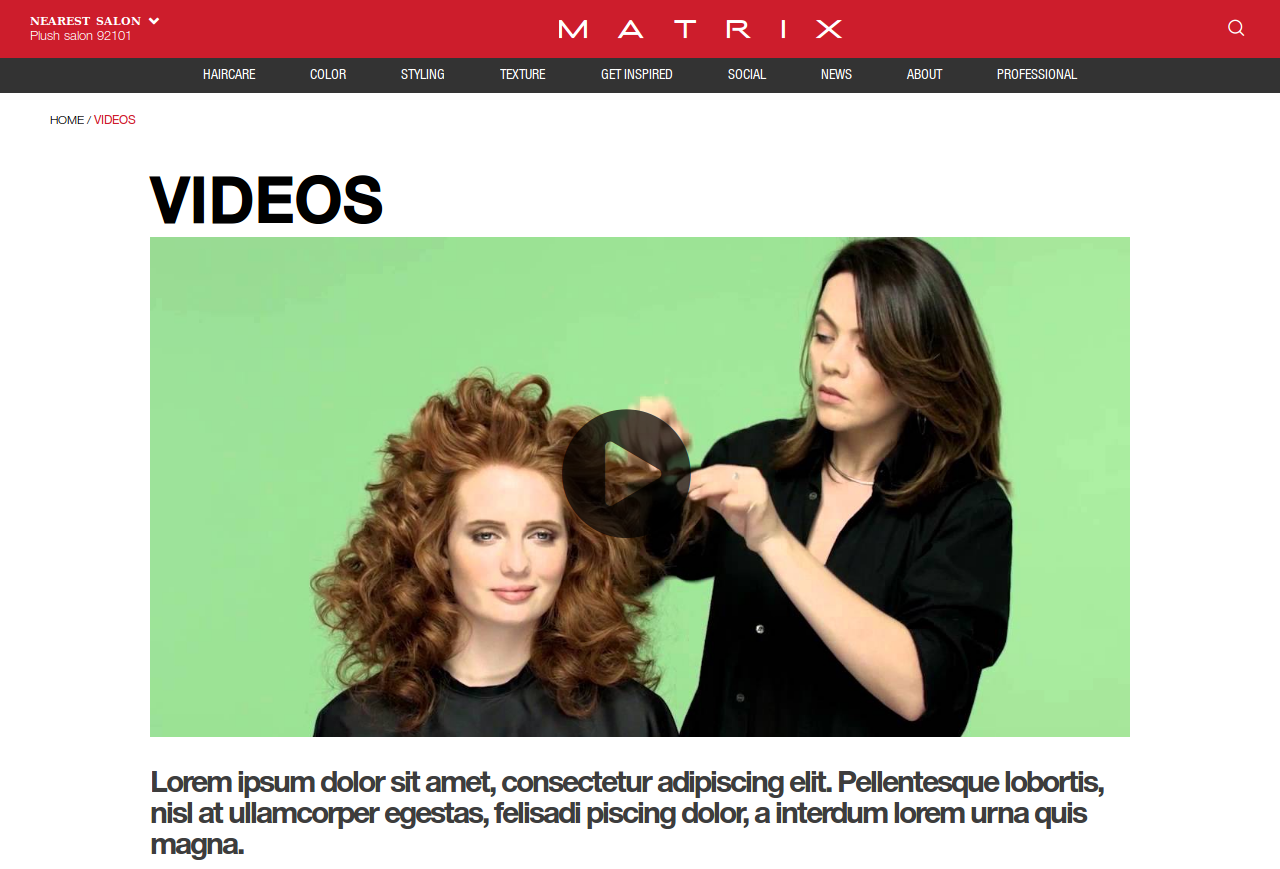 NEAREST SALON
Plush salon 92101
MATRIX
HAIRCARE COLOR STYLING TEXTURE GET INSPIRED SOCIAL NEWS ABOUT PROFESSIONAL
HOME / VIDEOS
VIDEOS
Lorem ipsum dolor sit amet, consectetur adipiscing elit. Pellentesque lobortis,
nisl at ullamcorper egestas, felisadi piscing dolor, a interdum lorem urna quis
magna.